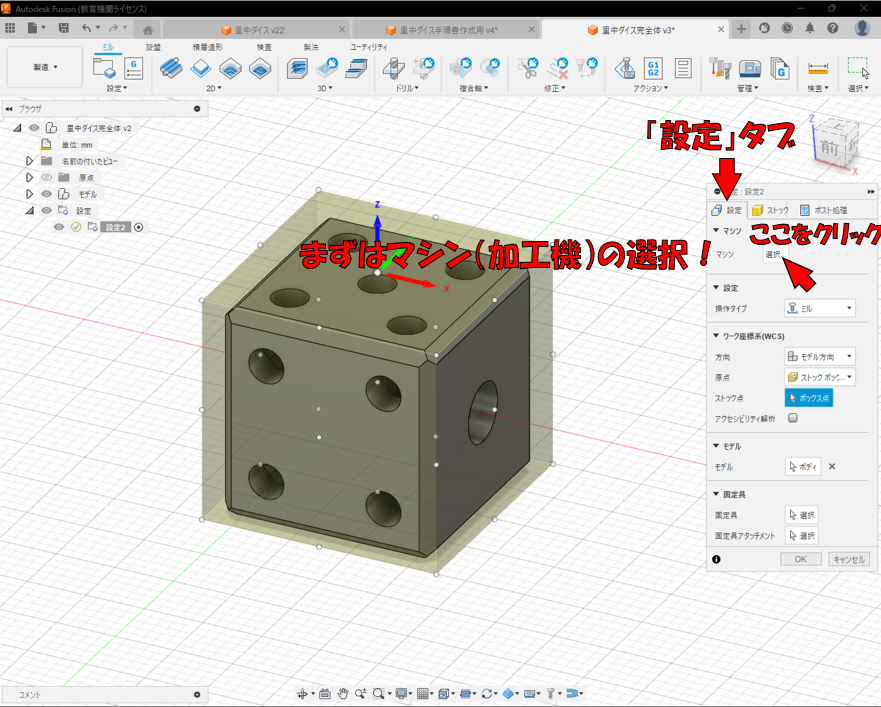 Autodesk Fusion (教育機関ライセンス)
里中ダイス v22
里中ダイス手順書作成用 v4*
里中ダイス完全体 v3*
製造
ミル
旋盤
積層造形
検査
製法
ユーティリティ
G
G1
G2
G
設定
2D
3D
ドリル
複合軸
修正
アクション
管理
検査
選択
ブラウザ
里中ダイス完全体 v2
単位: mm
名前の付いたビュー
原点
モデル
設定
設定2
「設定」タブ
Z
前
X
設定2
設定
ストック
ポスト処理
マシン
ここをクリック
マシン
選択
まずはマシン(加工機)の選択!
Z
X
設定
操作タイプ
ミル
ワーク座標系(WCS)
方向
モデル方向
原点
ストック ボッ...
ストック点
ボックス点
アクセシビリティ解析
モデル
モデル
ボディ
固定具
固定具
選択
固定具アタッチメント
選択
OK
キャンセル
コメント